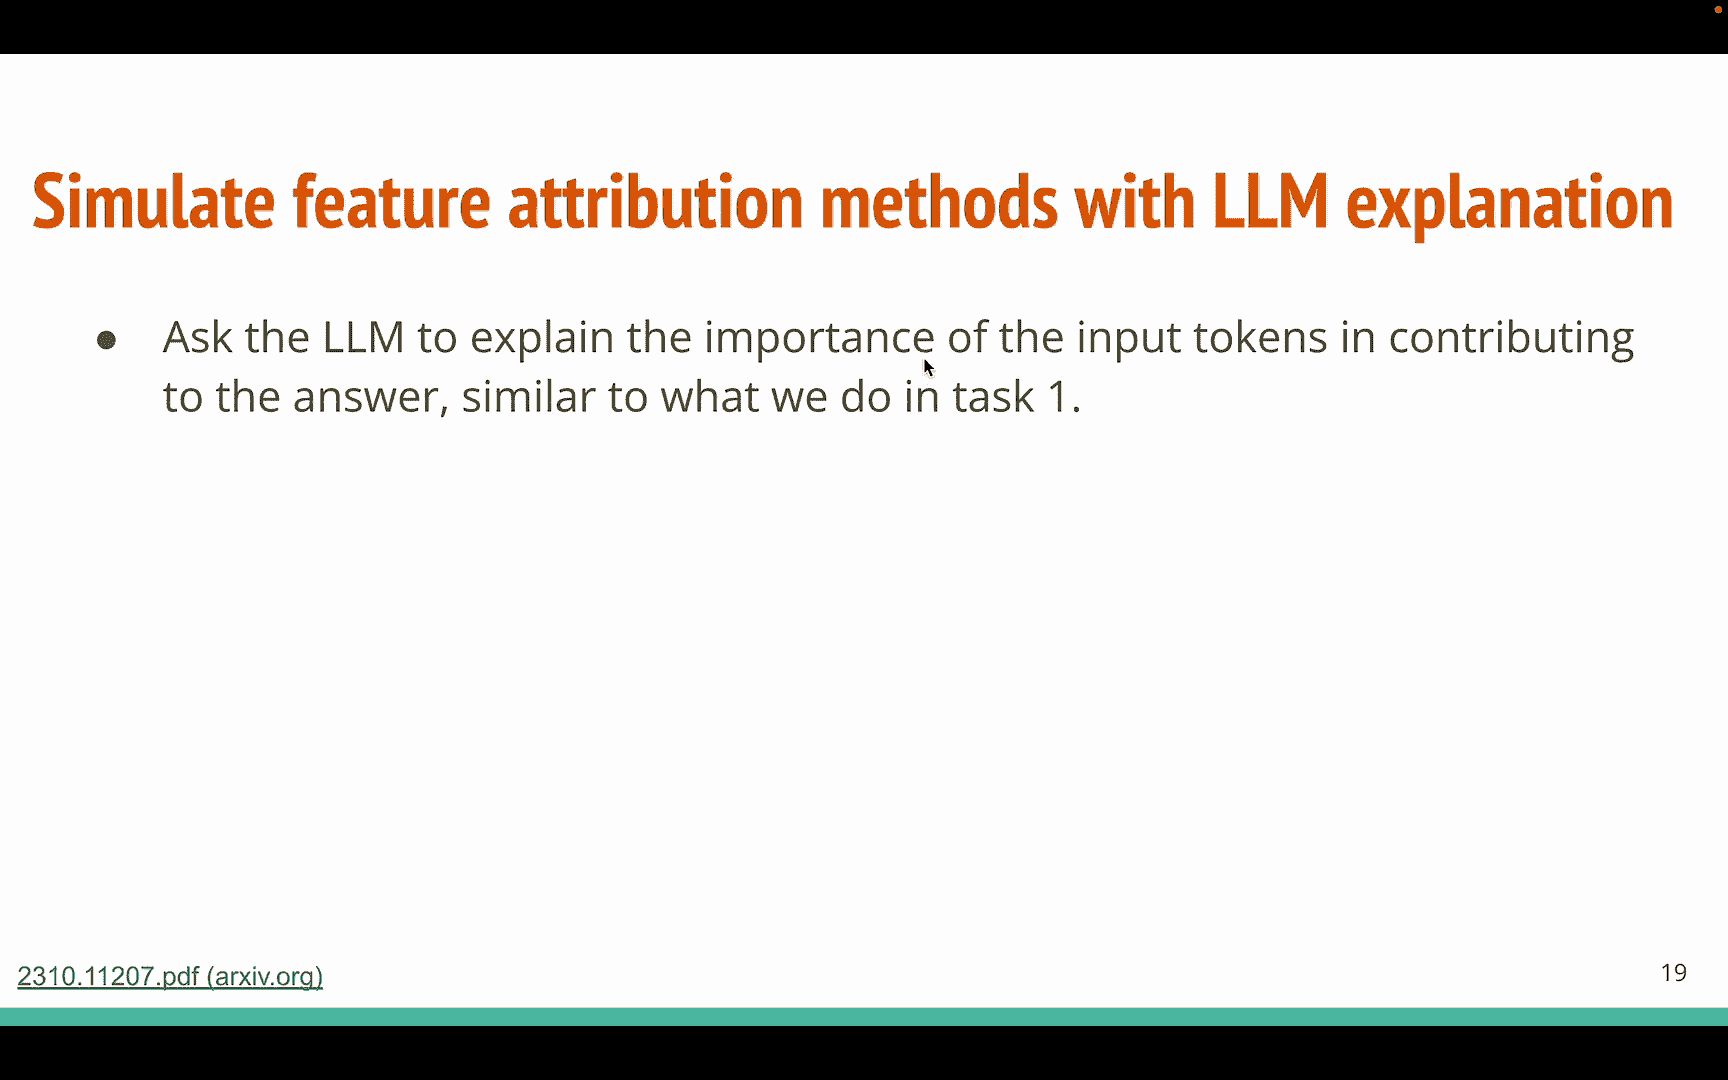 Simulate feature attribution methods with LLM explanation
● Ask the LLM to explain the importance of the input tokens in contributing
to the answer, similar to what we do in task 1.
2310.11207.pdf (arxiv.org)
19